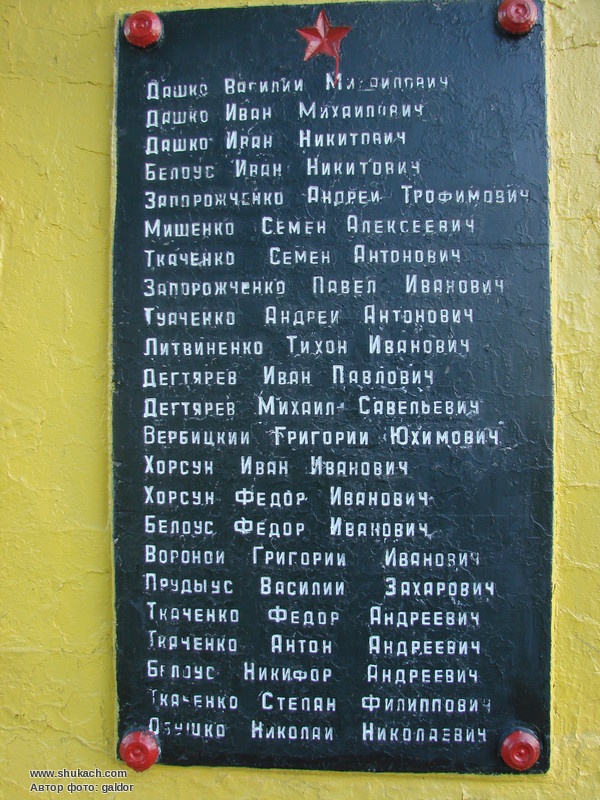 Дашко Василий Михайлович
Дашко Иван Михайлович
Дашко Иван Никитович
Белоус Иван Никитович
Запорожченко Андрей Трофимович
Мишенко Семен Алексеевич
Ткаченко Семен Антонович
Запорожченко Павел Иванович
Ткаченко Андрей Антонович
Литвиненко Тихон Иванович
Дегтярев Иван Павлович
Дегтярев Михаил Савельевич
Вербицкий Григорий Юхимович
Хорсун Иван Иванович
Хорсун Федор Иванович
Белоус Федор Иванович
Вороной Григорий Иванович
Прудыус Василий Захарович
Ткаченко Федор Андреевич
Ткаченко Антон Андреевич
Белоус Никифор Андреевич
Ткаченко Степан Филиппович
Николай Николаевич
www.shukach.com
Автор фото: galdor